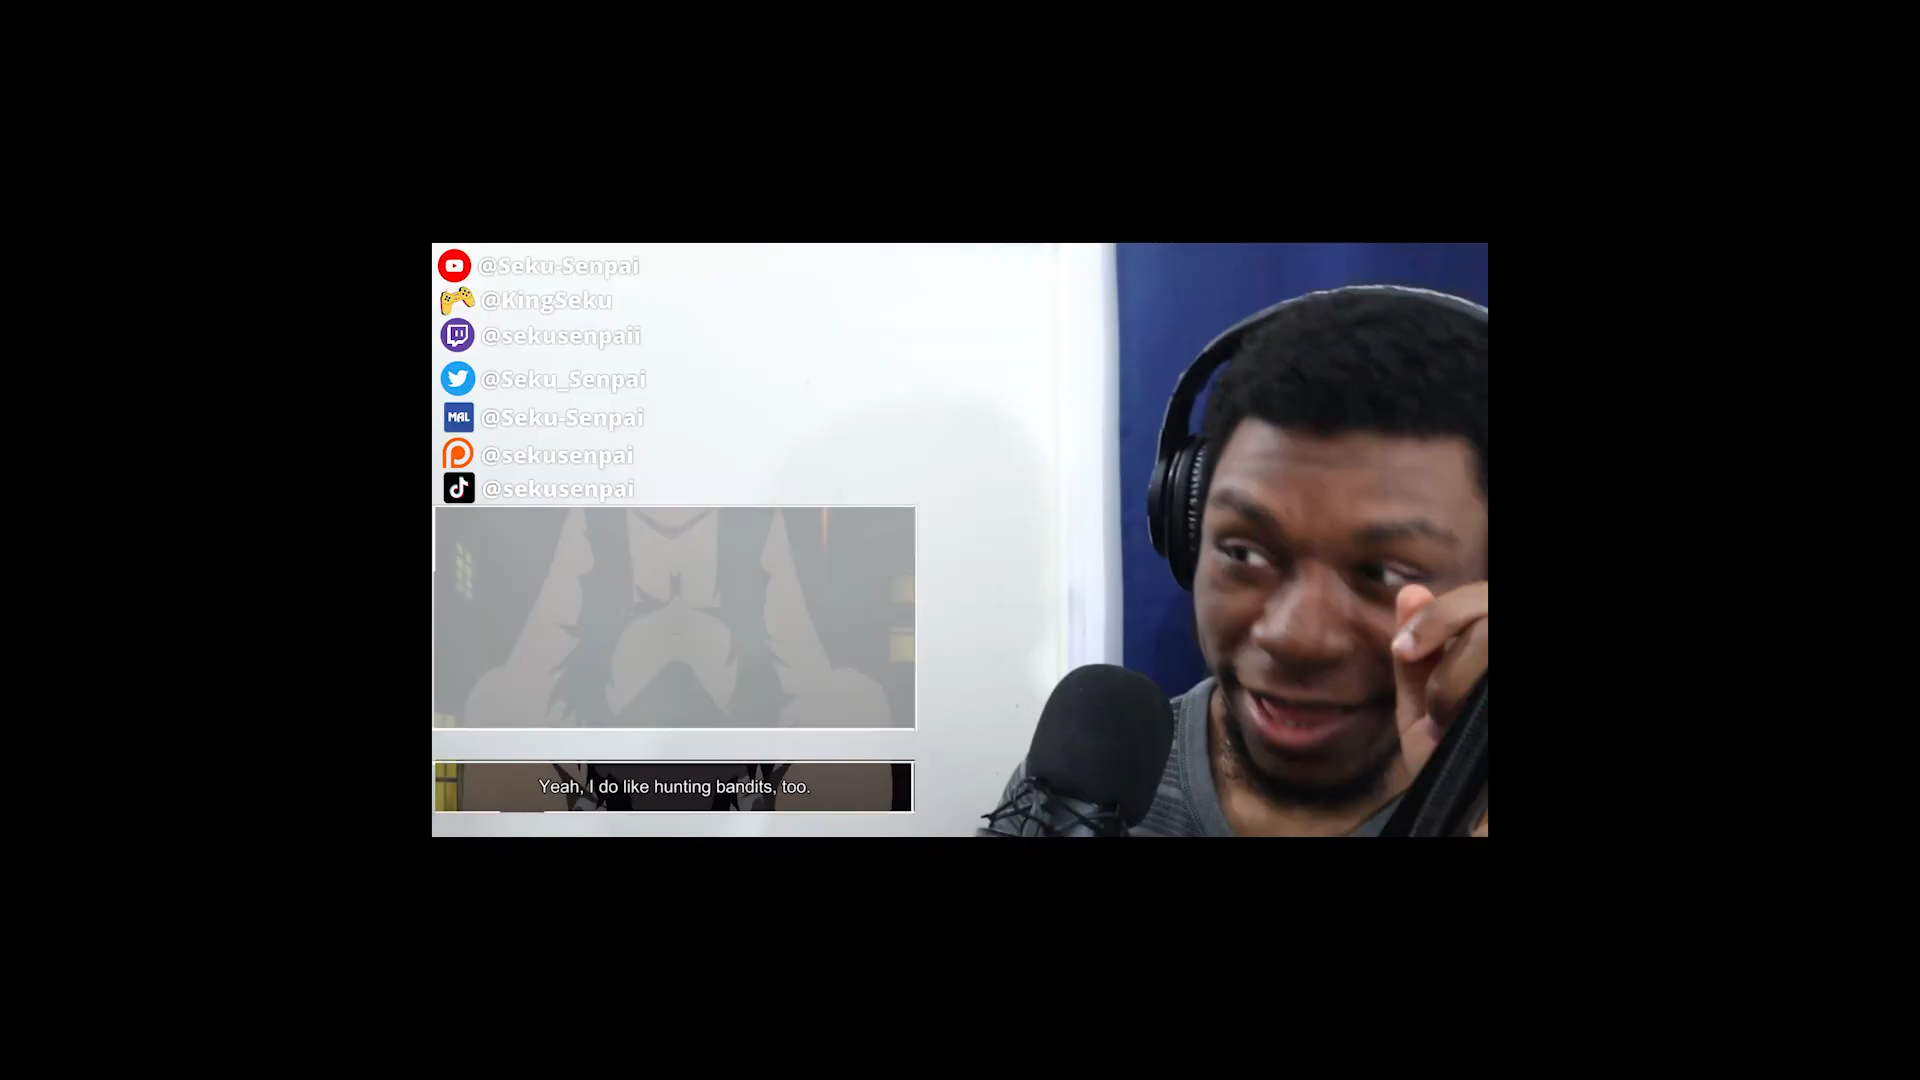 @Seku-Senpai
@KingSeku
@sekusenpaii
@Seku_Senpai
MAL @Seku-Senpai
@sekusenpai
@sekusenpai
Yeah, I do like hunting bandits, too.